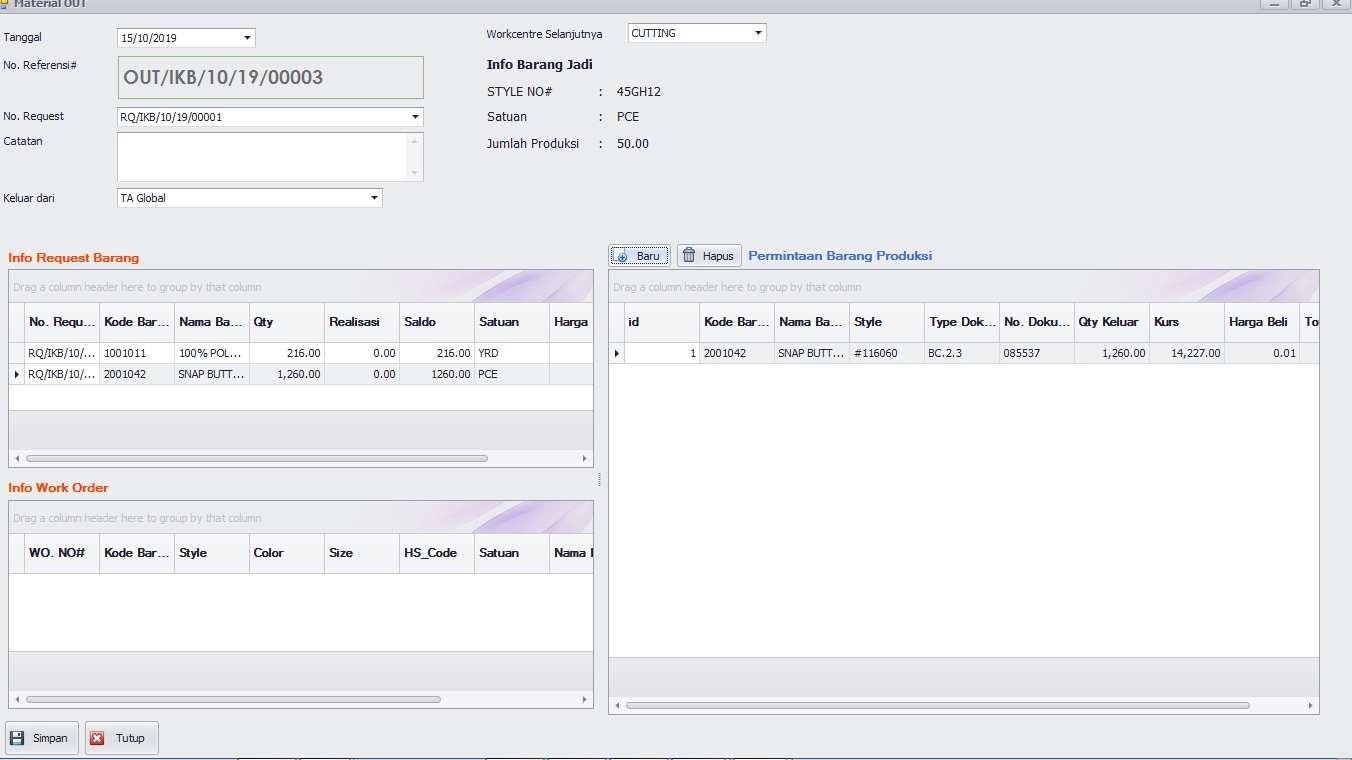 Material OUT
Tanggal 15/10/2019
No. Referensi# OUT/IKB/10/19/00003
No. Request RQ/IKB/10/19/00001
Catatan
Keluar dari TA Global
Workcentre Selanjutnya CUTTING
Info Barang Jadi
STYLE NO# : 45GH12
Satuan : PCE
Jumlah Produksi : 50.00
Info Request Barang
Drag a column header here to group by that column
No. Requ... Kode Bar... Nama Ba... Qty Realisasi Saldo Satuan Harga
RQ/IKB/10/... 1001011 100% POL... 216.00 0.00 216.00 YRD
RQ/IKB/10/... 2001042 SNAP BUTT... 1,260.00 0.00 1260.00 PCE
Info Work Order
Drag a column header here to group by that column
WO. NO# Kode Bar... Style Color Size HS_Code Satuan Nama
Baru Hapus Permintaan Barang Produksi
Drag a column header here to group by that column
id Kode Bar... Nama Ba... Style Type Dok... No. Doku... Qty Keluar Kurs Harga Beli To
1 2001042 SNAP BUTT... #116060 BC.2.3 085537 1,260.00 14,227.00 0.01
Simpan Tutup